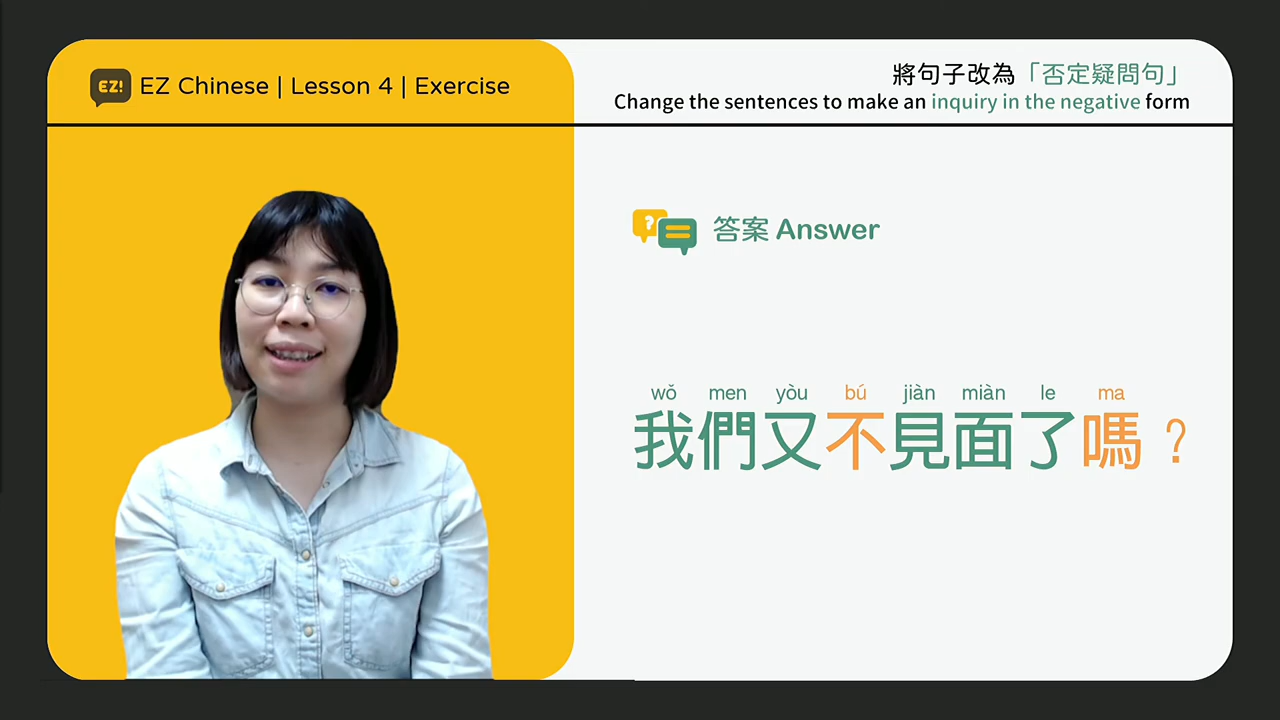 EZ! EZ Chinese | Lesson 4 | Exercise
將句子改為「否定疑問句」
Change the sentences to make an inquiry in the negative form
? 答案 Answer
wǒ men yòu bú jiàn miàn le ma
我們又不見面了嗎？